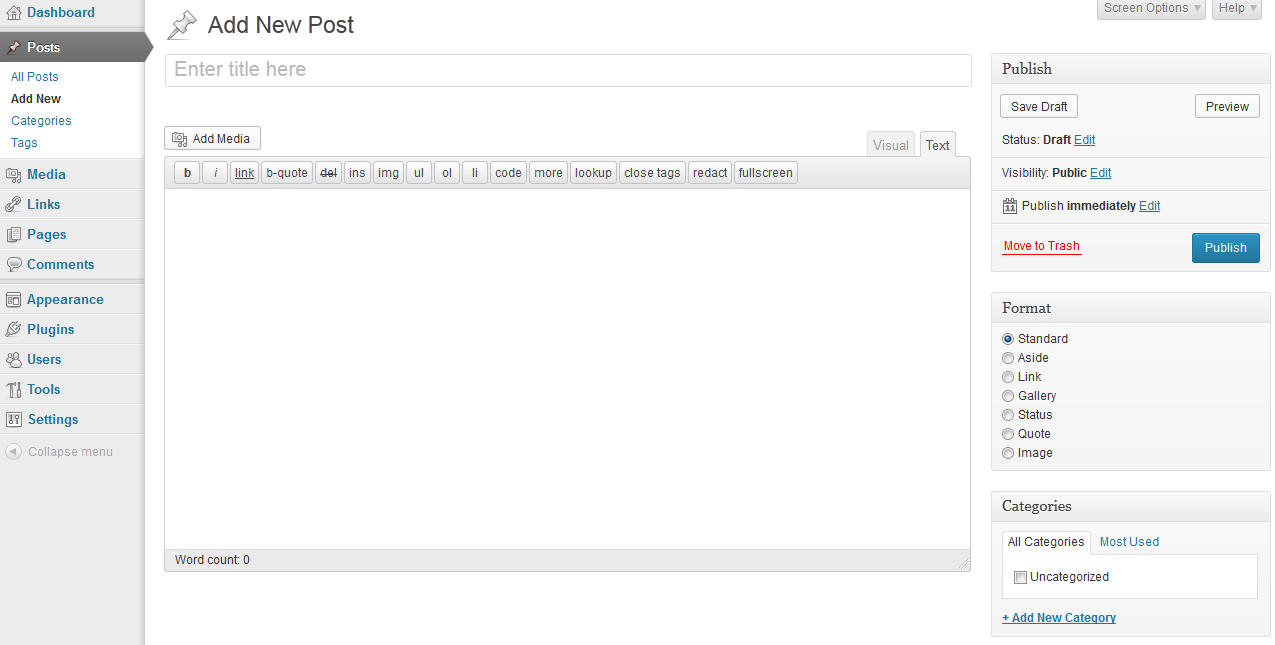 Dashboard
Posts
All Posts
Add New
Categories
Tags
Media
Links
Pages
Comments
Appearance
Plugins
Users
Tools
Settings
Collapse menu
Screen Options Help
Add New Post
Enter title here
Add Media
Visual Text
b i link b-quote del ins img ul ol li code more lookup close tags redact fullscreen
Word count: 0
Publish
Save Draft Preview
Status: Draft Edit
Visibility: Public Edit
11 Publish immediately Edit
Move to Trash Publish
Format
Standard
Aside
Link
Gallery
Status
Quote
Image
Categories
All Categories Most Used
Uncategorized
+ Add New Category